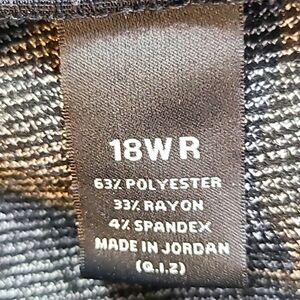 18WR
63% POLYESTER
33% RAYON
4% SPANDEX
MADE IN JORDAN
(Q.I.Z)